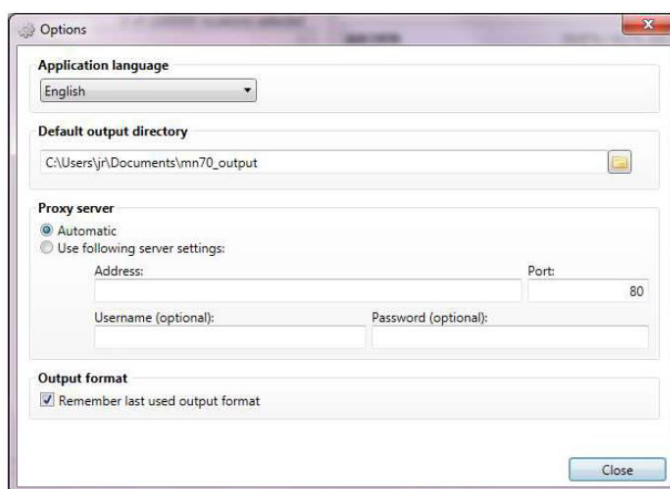 Options
Application language
English
Default output directory
C:\Users\jr\Documents\mn70_output
Proxy server
Automatic
Use following server settings:
Address: Port:
80
Username (optional): Password (optional):
Output format
Remember last used output format
Close